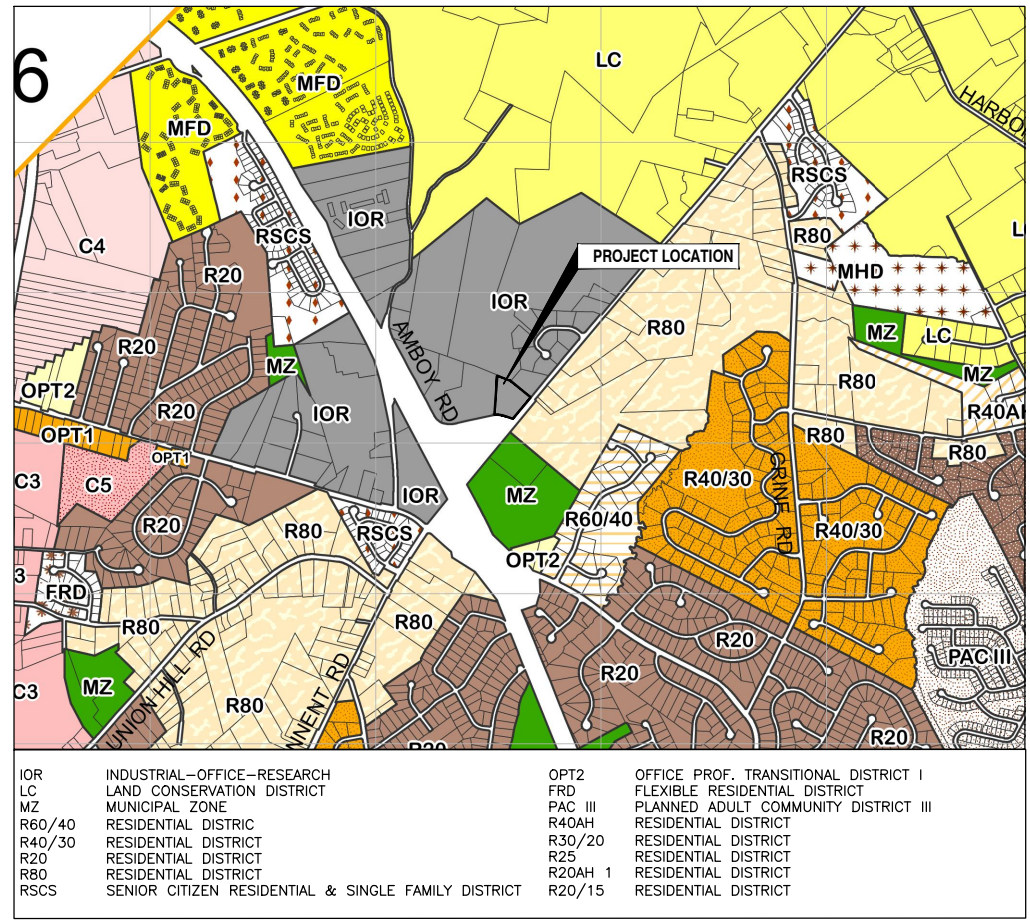 6
MFD
MFD
LC
HARBO
RSCS
IOR
RSCS
C4
R80
L
R20
MHD
PROJECT LOCATION
IOR
R80
AMBOY RD
MZ
LC
R20
MZ
MZ
R80
OPT2
R20
IOR
R40AH
OPT1
R80
R80
OPT1
C3
C5
R40/30
CRINE RD
IOR
MZ
R20
R80
RSCS
R60/40
R40/30
OPT2
3
FRD
R80
R80
R20
PAC III
R20
MZ
C3
UNION HILL RD
R80
NNENT RD
R20
R20
IOR INDUSTRIAL-OFFICE-RESEARCH
LC LAND CONSERVATION DISTRICT
MZ MUNICIPAL ZONE
R60/40 RESIDENTIAL DISTRIC
R40/30 RESIDENTIAL DISTRICT
R20 RESIDENTIAL DISTRICT
R80 RESIDENTIAL DISTRICT
RSCS SENIOR CITIZEN RESIDENTIAL & SINGLE FAMILY DISTRICT
OPT2 OFFICE PROF. TRANSITIONAL DISTRICT I
FRD FLEXIBLE RESIDENTIAL DISTRICT
PAC III PLANNED ADULT COMMUNITY DISTRICT III
R40AH RESIDENTIAL DISTRICT
R30/20 RESIDENTIAL DISTRICT
R25 RESIDENTIAL DISTRICT
R20AH 1 RESIDENTIAL DISTRICT
R20/15 RESIDENTIAL DISTRICT